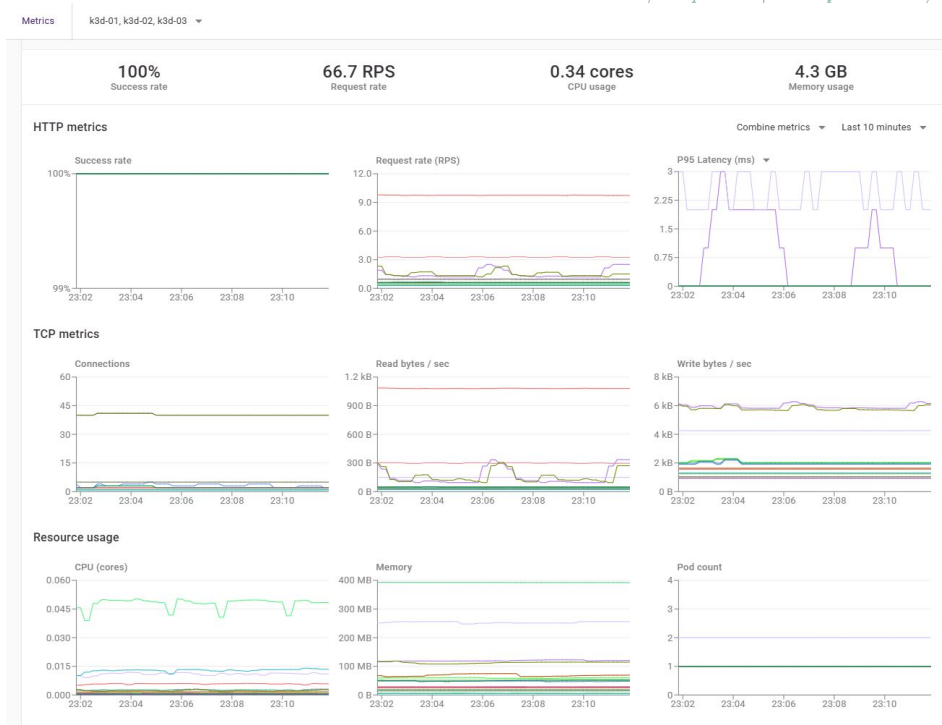 Metrics
k3d-01, k3d-02, k3d-03
100% 66.7 RPS 0.34 cores 4.3 GB
Success rate Request rate CPU usage Memory usage
HTTP metrics Combine metrics Last 10 minutes
Success rate
100%
99%
23:02 23:04 23:06 23:08 23:10
Request rate (RPS)
12.0
9.0
6.0
3.0
0.0
23:02 23:04 23:06 23:08 23:10
P95 Latency (ms)
3
2.25
1.5
0.75
0
23:02 23:04 23:06 23:08 23:10
TCP metrics
Connections
60
45
30
15
0
23:02 23:04 23:06 23:08 23:10
Read bytes / sec
1.2 kB
900 B
600 B
300 B
0 B
23:02 23:04 23:06 23:08 23:10
Write bytes / sec
8 kB
6 kB
4 kB
2 kB
0 B
23:02 23:04 23:06 23:08 23:10
Resource usage
CPU (cores)
0.060
0.045
0.030
0.015
0.000
23:02 23:04 23:06 23:08 23:10
Memory
400 MB
300 MB
200 MB
100 MB
0 B
23:02 23:04 23:06 23:08 23:10
Pod count
4
3
2
1
0
23:02 23:04 23:06 23:08 23:10